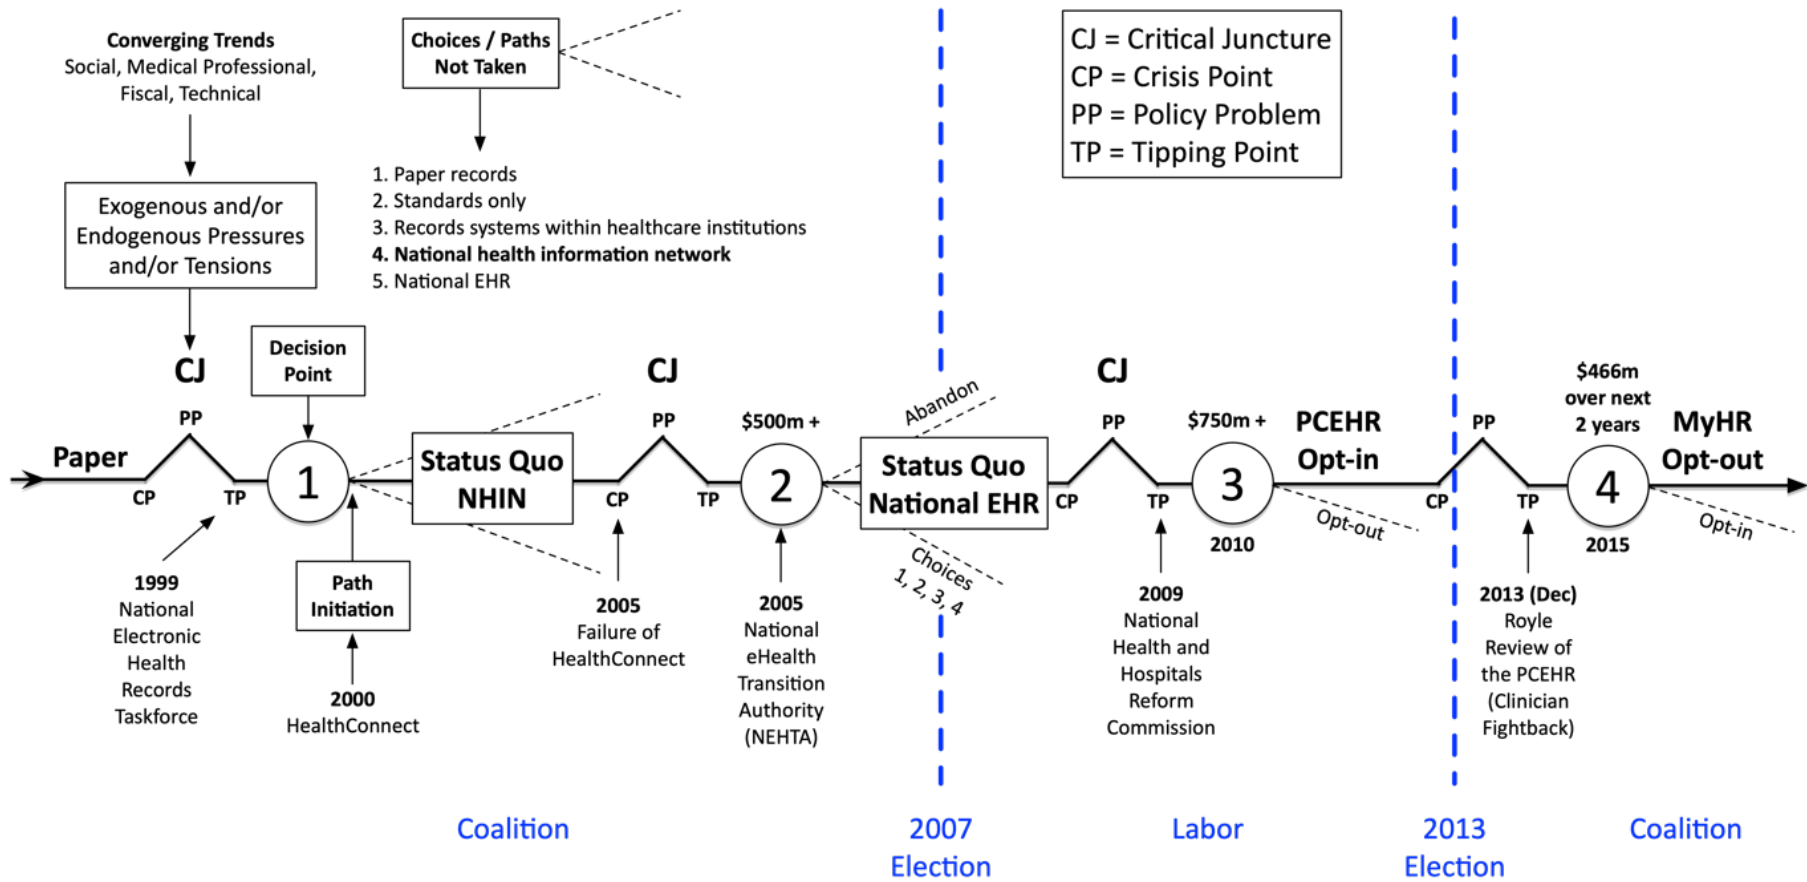 Converging Trends
Social, Medical Professional,
Fiscal, Technical
Choices / Paths
Not Taken
CJ = Critical Juncture
CP = Crisis Point
PP = Policy Problem
TP = Tipping Point
Exogenous and/or
Endogenous Pressures
and/or Tensions
1. Paper records
2. Standards only
3. Records systems within healthcare institutions
4. National health information network
5. National EHR
CJ
Decision
Point
PP
Paper
CP
TP
1
Status Quo
NHIN
CJ
PP
CP
TP
$500m +
2
Abandon
Status Quo
National EHR
Choices
1, 2, 3, 4
CJ
PP
CP
TP
$750m +
3
2010
PCEHR
Opt-in
Opt-out
PP
CP
TP
$466m
over next
2 years
4
2015
MyHR
Opt-out
Opt-in
1999
National
Electronic
Health
Records
Taskforce
Path
Initiation
2000
HealthConnect
2005
Failure of
HealthConnect
2005
National
eHealth
Transition
Authority
(NEHTA)
2009
National
Health and
Hospitals
Reform
Commission
2013 (Dec)
Royle
Review of
the PCEHR
(Clinician
Fightback)
Coalition
2007
Election
Labor
2013
Election
Coalition